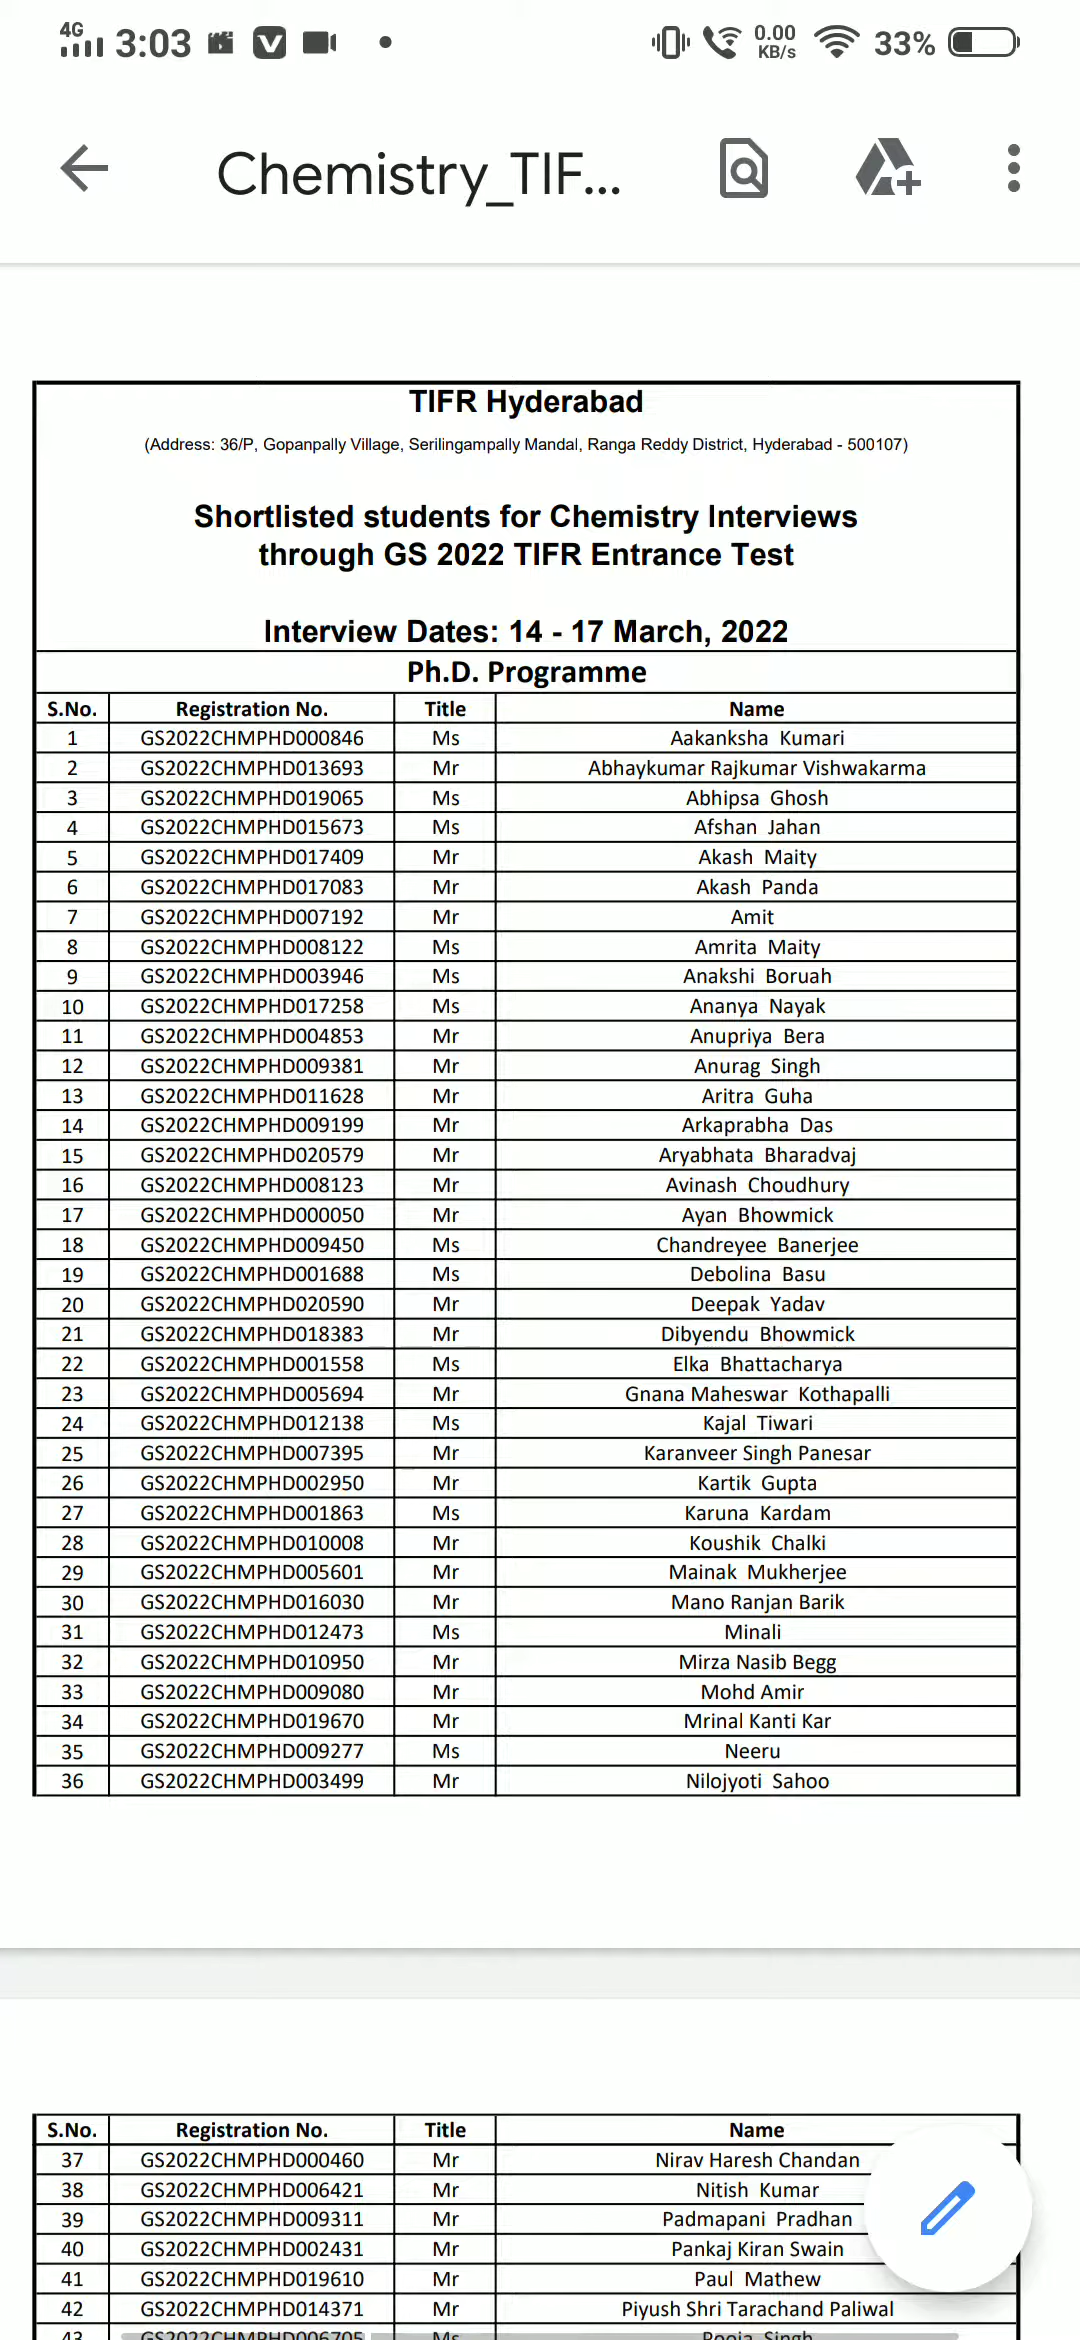 4G 3:03 V 0.00 KB/s 33%
Chemistry_TIF...
TIFR Hyderabad
(Address: 36/P, Gopanpally Village, Serilingampally Mandal, Ranga Reddy District, Hyderabad - 500107)
Shortlisted students for Chemistry Interviews
through GS 2022 TIFR Entrance Test
Interview Dates: 14 - 17 March, 2022
Ph.D. Programme
S.No. Registration No. Title Name
1 GS2022CHMPHD000846 Ms Aakanksha Kumari
2 GS2022CHMPHD013693 Mr Abhaykumar Rajkumar Vishwakarma
3 GS2022CHMPHD019065 Ms Abhipsa Ghosh
4 GS2022CHMPHD015673 Ms Afshan Jahan
5 GS2022CHMPHD017409 Mr Akash Maity
6 GS2022CHMPHD017083 Mr Akash Panda
7 GS2022CHMPHD007192 Mr Amit
8 GS2022CHMPHD008122 Ms Amrita Maity
9 GS2022CHMPHD003946 Ms Anakshi Boruah
10 GS2022CHMPHD017258 Ms Ananya Nayak
11 GS2022CHMPHD004853 Mr Anupriya Bera
12 GS2022CHMPHD009381 Mr Anurag Singh
13 GS2022CHMPHD011628 Mr Aritra Guha
14 GS2022CHMPHD009199 Mr Arkaprabha Das
15 GS2022CHMPHD020579 Mr Aryabhata Bharadvaj
16 GS2022CHMPHD008123 Mr Avinash Choudhury
17 GS2022CHMPHD000050 Mr Ayan Bhowmick
18 GS2022CHMPHD009450 Ms Chandreyee Banerjee
19 GS2022CHMPHD001688 Ms Debolina Basu
20 GS2022CHMPHD020590 Mr Deepak Yadav
21 GS2022CHMPHD018383 Mr Dibyendu Bhowmick
22 GS2022CHMPHD001558 Ms Elka Bhattacharya
23 GS2022CHMPHD005694 Mr Gnana Maheswar Kothapalli
24 GS2022CHMPHD012138 Ms Kajal Tiwari
25 GS2022CHMPHD007395 Mr Karanveer Singh Panesar
26 GS2022CHMPHD002950 Mr Kartik Gupta
27 GS2022CHMPHD001863 Ms Karuna Kardam
28 GS2022CHMPHD010008 Mr Koushik Chalki
29 GS2022CHMPHD005601 Mr Mainak Mukherjee
30 GS2022CHMPHD016030 Mr Mano Ranjan Barik
31 GS2022CHMPHD012473 Ms Minali
32 GS2022CHMPHD010950 Mr Mirza Nasib Begg
33 GS2022CHMPHD009080 Mr Mohd Amir
34 GS2022CHMPHD019670 Mr Mrinal Kanti Kar
35 GS2022CHMPHD009277 Ms Neeru
36 GS2022CHMPHD003499 Mr Nilojyoti Sahoo
S.No. Registration No. Title Name
37 GS2022CHMPHD000460 Mr Nirav Haresh Chandan
38 GS2022CHMPHD006421 Mr Nitish Kumar
39 GS2022CHMPHD009311 Mr Padmapani Pradhan
40 GS2022CHMPHD002431 Mr Pankaj Kiran Swain
41 GS2022CHMPHD019610 Mr Paul Mathew
42 GS2022CHMPHD014371 Mr Piyush Shri Tarachand Paliwal
43 GS2022CHMPHD006705 Ms Pooja Singh